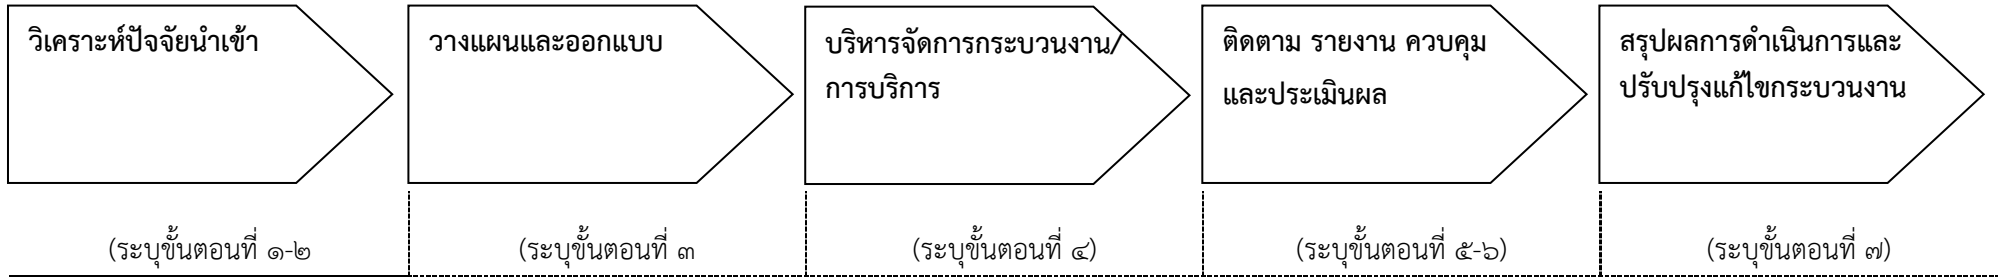 วิเคราะห์ปัจจัยนำเข้า
วางแผนและออกแบบ
บริหารจัดการกระบวนงาน/
การบริการ
ติดตาม รายงาน ควบคุม
และประเมินผล
สรุปผลการดำเนินการและ
ปรับปรุงแก้ไขกระบวนงาน
(ระบุขั้นตอนที่ ๑-๒
(ระบุขั้นตอนที่ ๓
(ระบุขั้นตอนที่ ๔)
(ระบุขั้นตอนที่ ๕-๖)
(ระบุขั้นตอนที่ ๗)